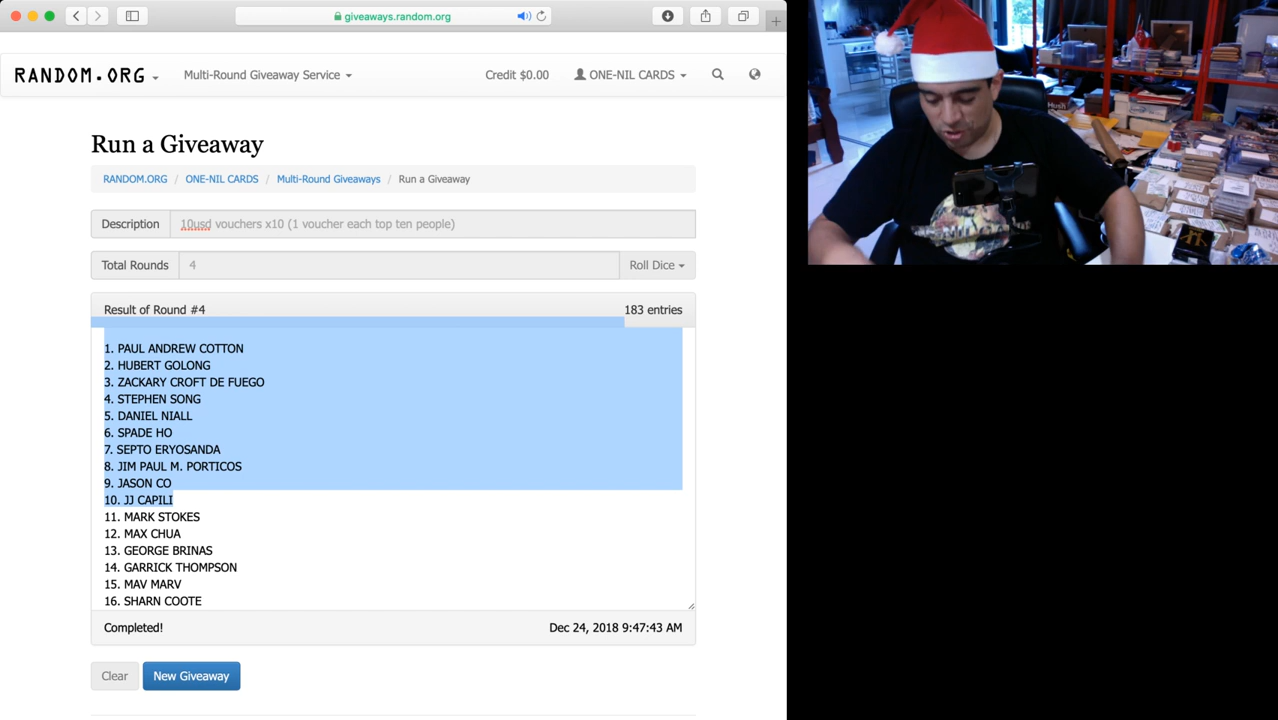 giveaways.random.org
RANDOM.ORG
Multi-Round Giveaway Service
Credit $0.00
ONE-NIL CARDS
Run a Giveaway
RANDOM.ORG / ONE-NIL CARDS / Multi-Round Giveaways / Run a Giveaway
Description 10usd vouchers x10 (1 voucher each top ten people)
Total Rounds 4 Roll Dice
Result of Round #4 183 entries
1. PAUL ANDREW COTTON
2. HUBERT GOLONG
3. ZACKARY CROFT DE FUEGO
4. STEPHEN SONG
5. DANIEL NIALL
6. SPADE HO
7. SEPTO ERYOSANDA
8. JIM PAUL M. PORTICOS
9. JASON CO
10. JJ CAPILI
11. MARK STOKES
12. MAX CHUA
13. GEORGE BRINAS
14. GARRICK THOMPSON
15. MAV MARV
16. SHARN COOTE
Completed! Dec 24, 2018 9:47:43 AM
Clear New Giveaway